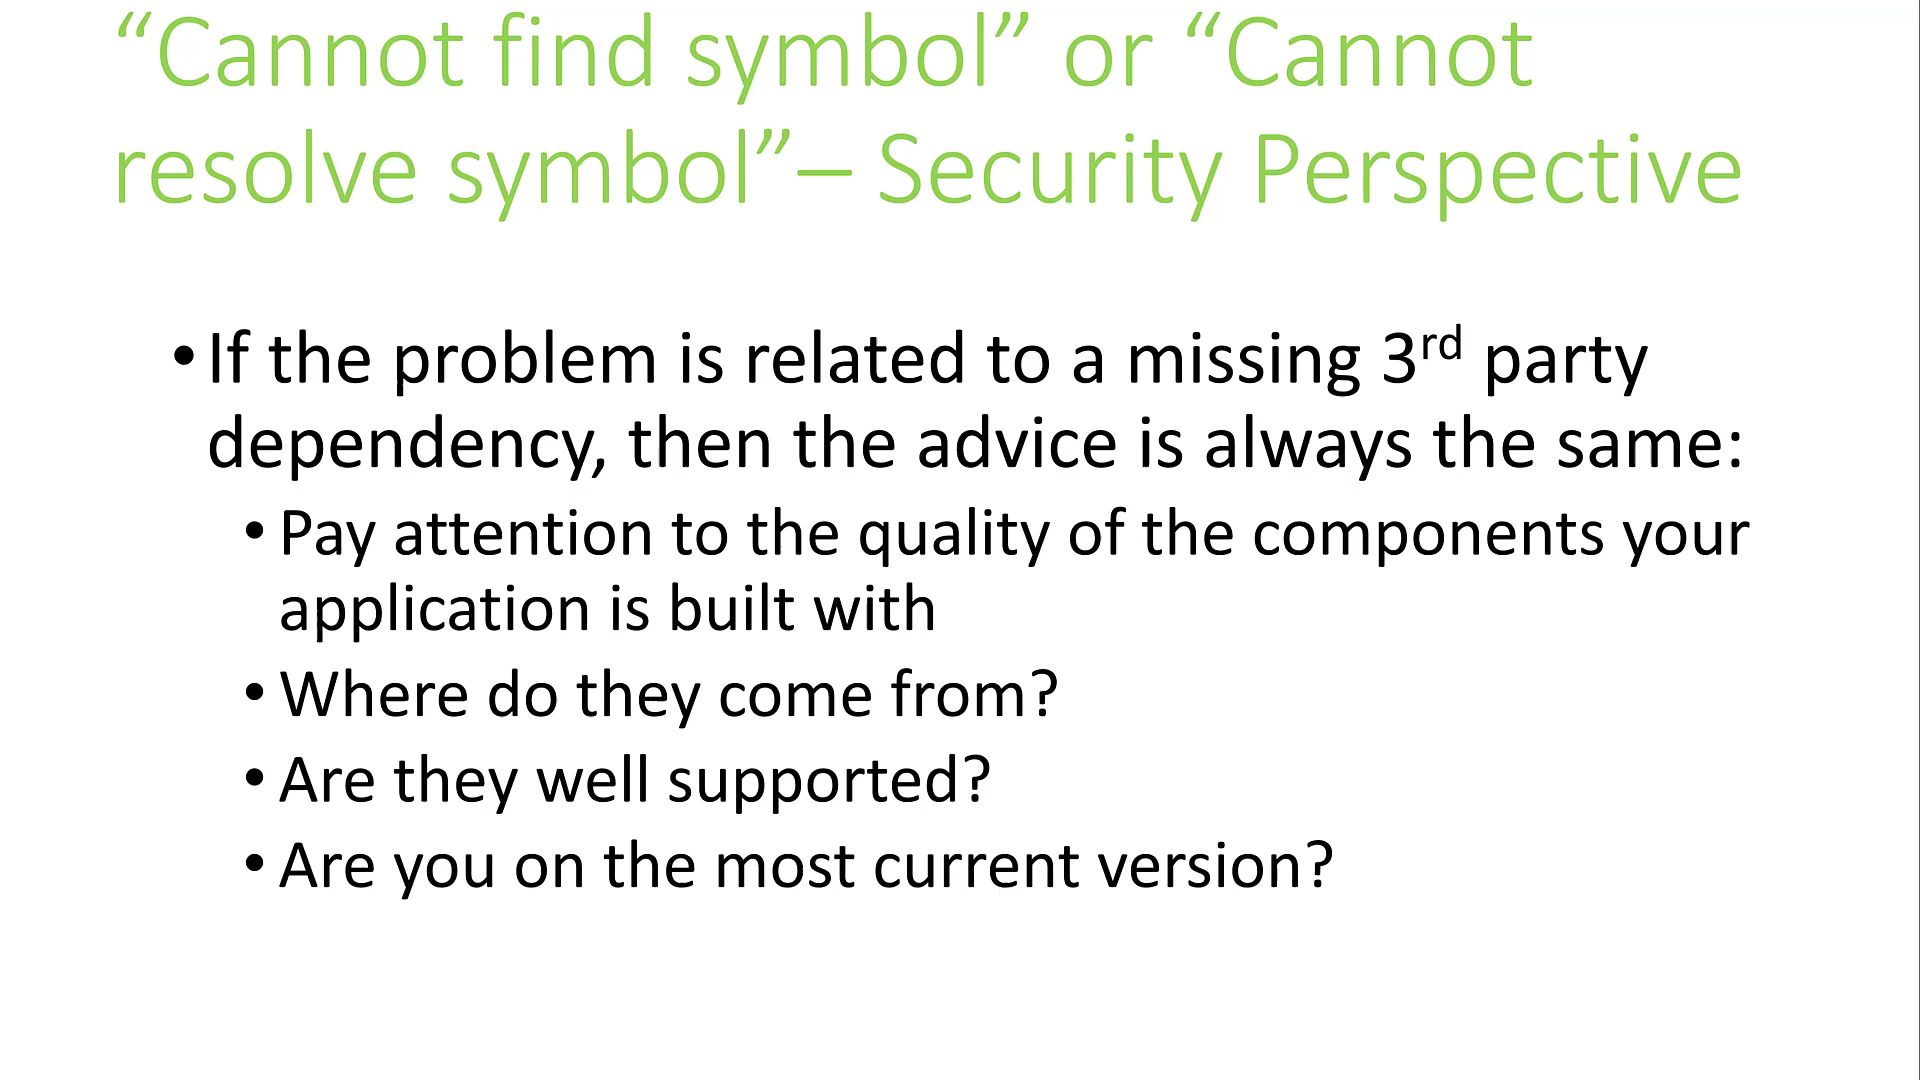 “Cannot find symbol” or “Cannot
resolve symbol”– Security Perspective
•If the problem is related to a missing 3rd party
dependency, then the advice is always the same:
•Pay attention to the quality of the components your
application is built with
•Where do they come from?
•Are they well supported?
•Are you on the most current version?